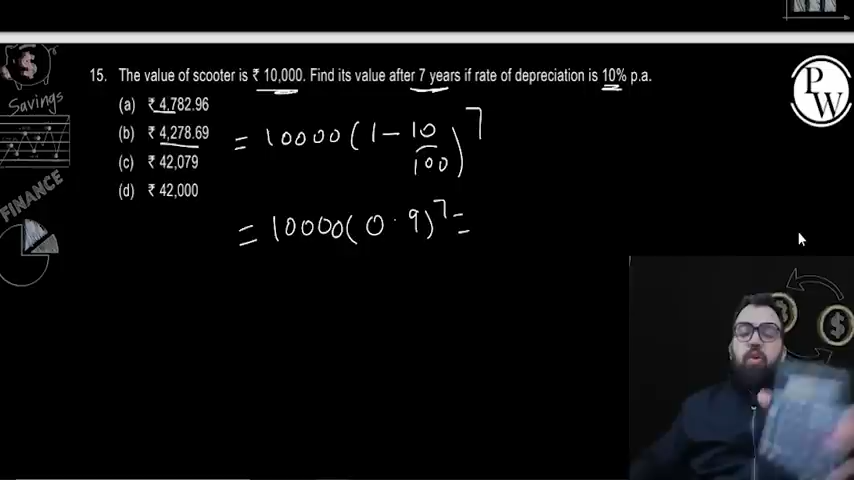 15. The value of scooter is ₹ 10,000. Find its value after 7 years if rate of depreciation is 10% p.a.
Savings
(a) ₹ 4,782.96
(b) ₹ 4,278.69
(c) ₹ 42,079
(d) ₹ 42,000
FINANCE
= 10000(1 - 10/100)^7
= 10000(0.9)^7 =
P
W